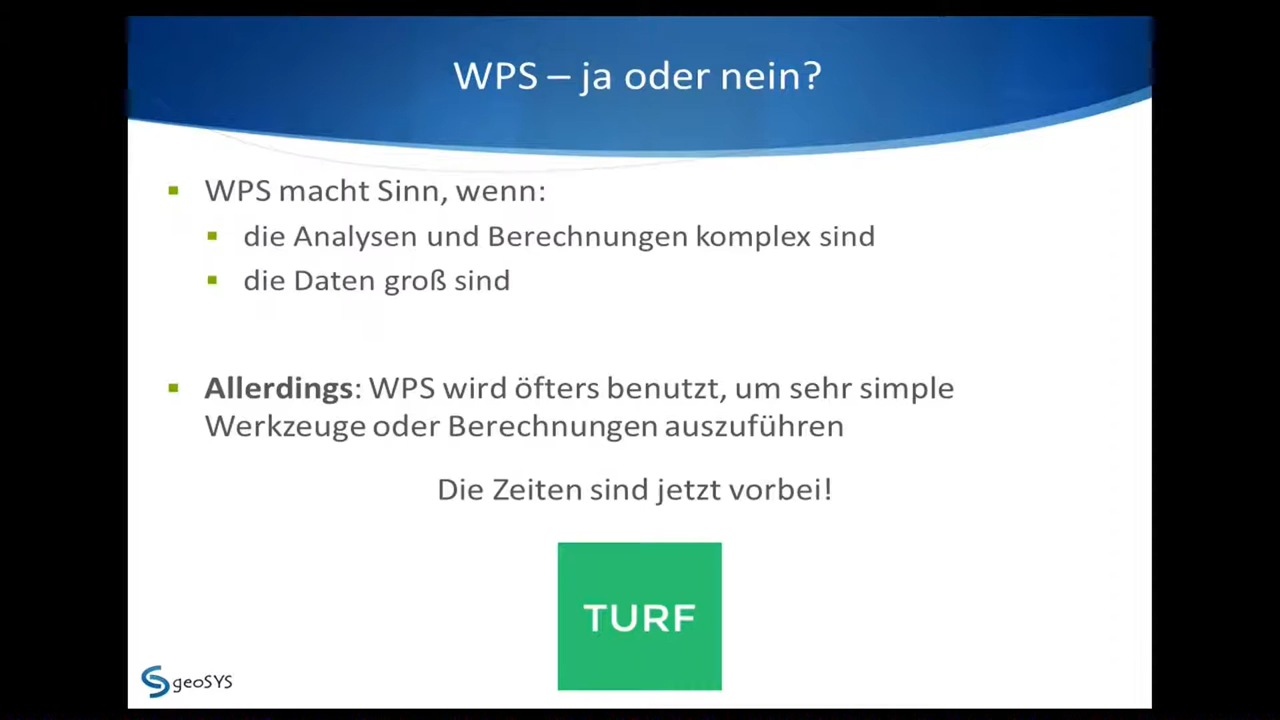 WPS – ja oder nein?
WPS macht Sinn, wenn:
die Analysen und Berechnungen komplex sind
die Daten groß sind
Allerdings: WPS wird öfters benutzt, um sehr simple
Werkzeuge oder Berechnungen auszuführen
Die Zeiten sind jetzt vorbei!
TURF
geoSYS